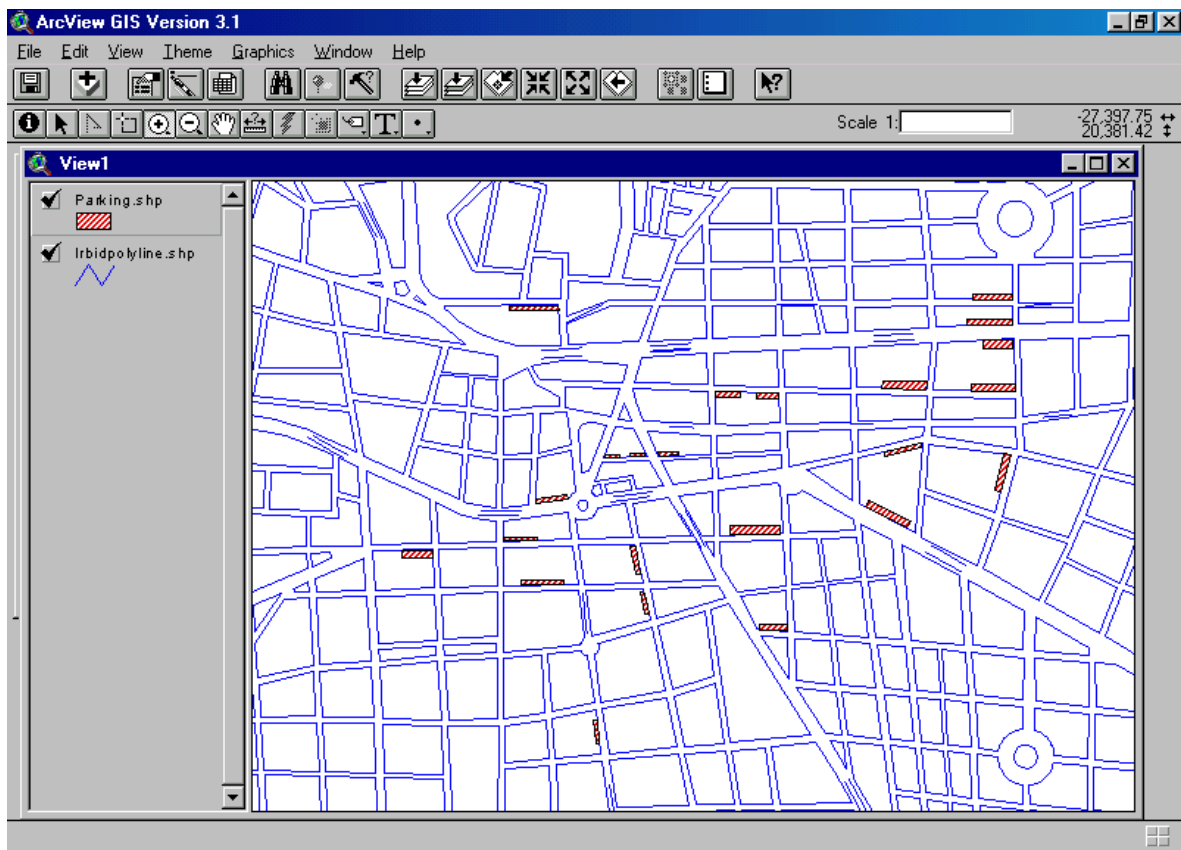 ArcView GIS Version 3.1
File Edit View Theme Graphics Window Help
Scale 1:
-27,397.75
20,381.42
View1
Parking.shp
Irbidpolyline.shp